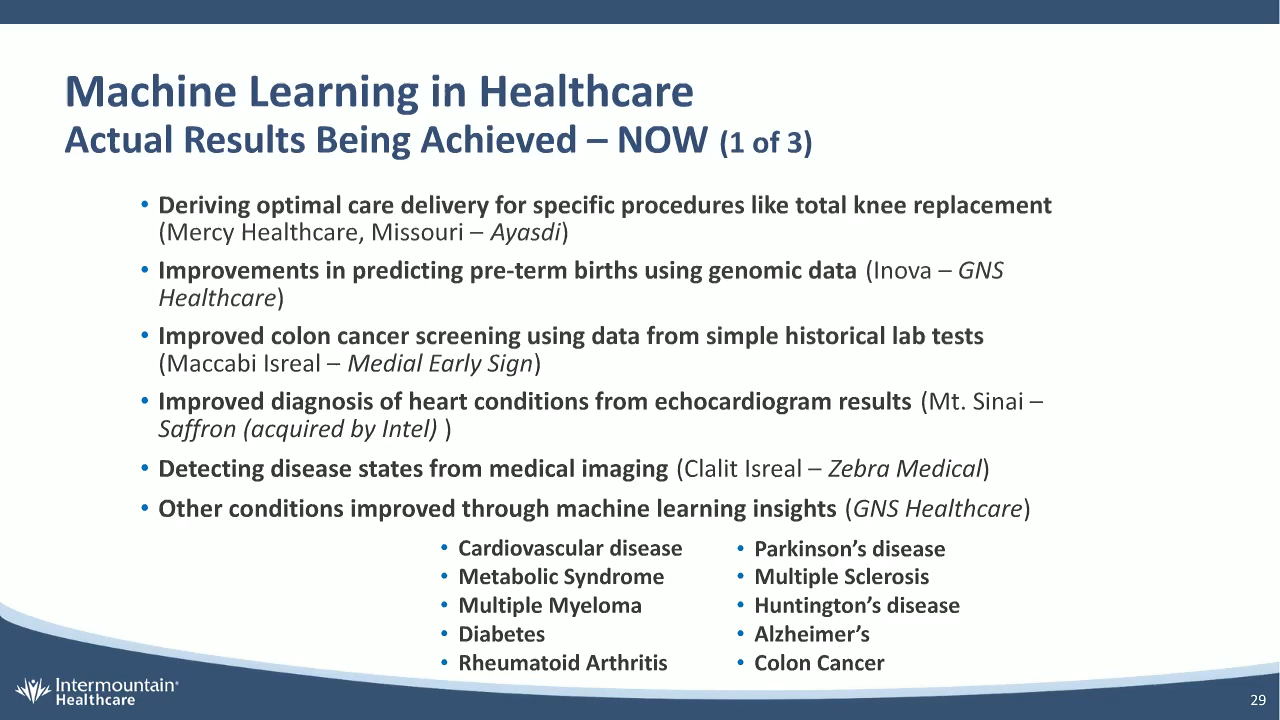 Machine Learning in Healthcare
Actual Results Being Achieved – NOW (1 of 3)
• Deriving optimal care delivery for specific procedures like total knee replacement
(Mercy Healthcare, Missouri – Ayasdi)
• Improvements in predicting pre-term births using genomic data (Inova – GNS
Healthcare)
• Improved colon cancer screening using data from simple historical lab tests
(Maccabi Isreal – Medial Early Sign)
• Improved diagnosis of heart conditions from echocardiogram results (Mt. Sinai –
Saffron (acquired by Intel) )
• Detecting disease states from medical imaging (Clalit Isreal – Zebra Medical)
• Other conditions improved through machine learning insights (GNS Healthcare)
• Cardiovascular disease
• Metabolic Syndrome
• Multiple Myeloma
• Diabetes
• Rheumatoid Arthritis
• Parkinson’s disease
• Multiple Sclerosis
• Huntington’s disease
• Alzheimer’s
• Colon Cancer
Intermountain®
Healthcare
29